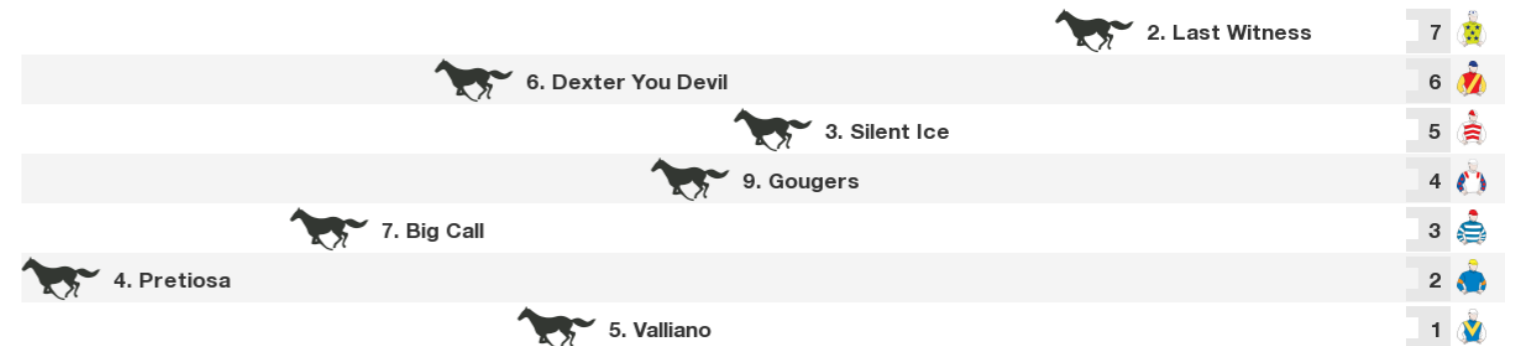 2. Last Witness 7
6. Dexter You Devil 6
3. Silent Ice 5
9. Gougers 4
7. Big Call 3
4. Pretiosa 2
5. Valliano 1